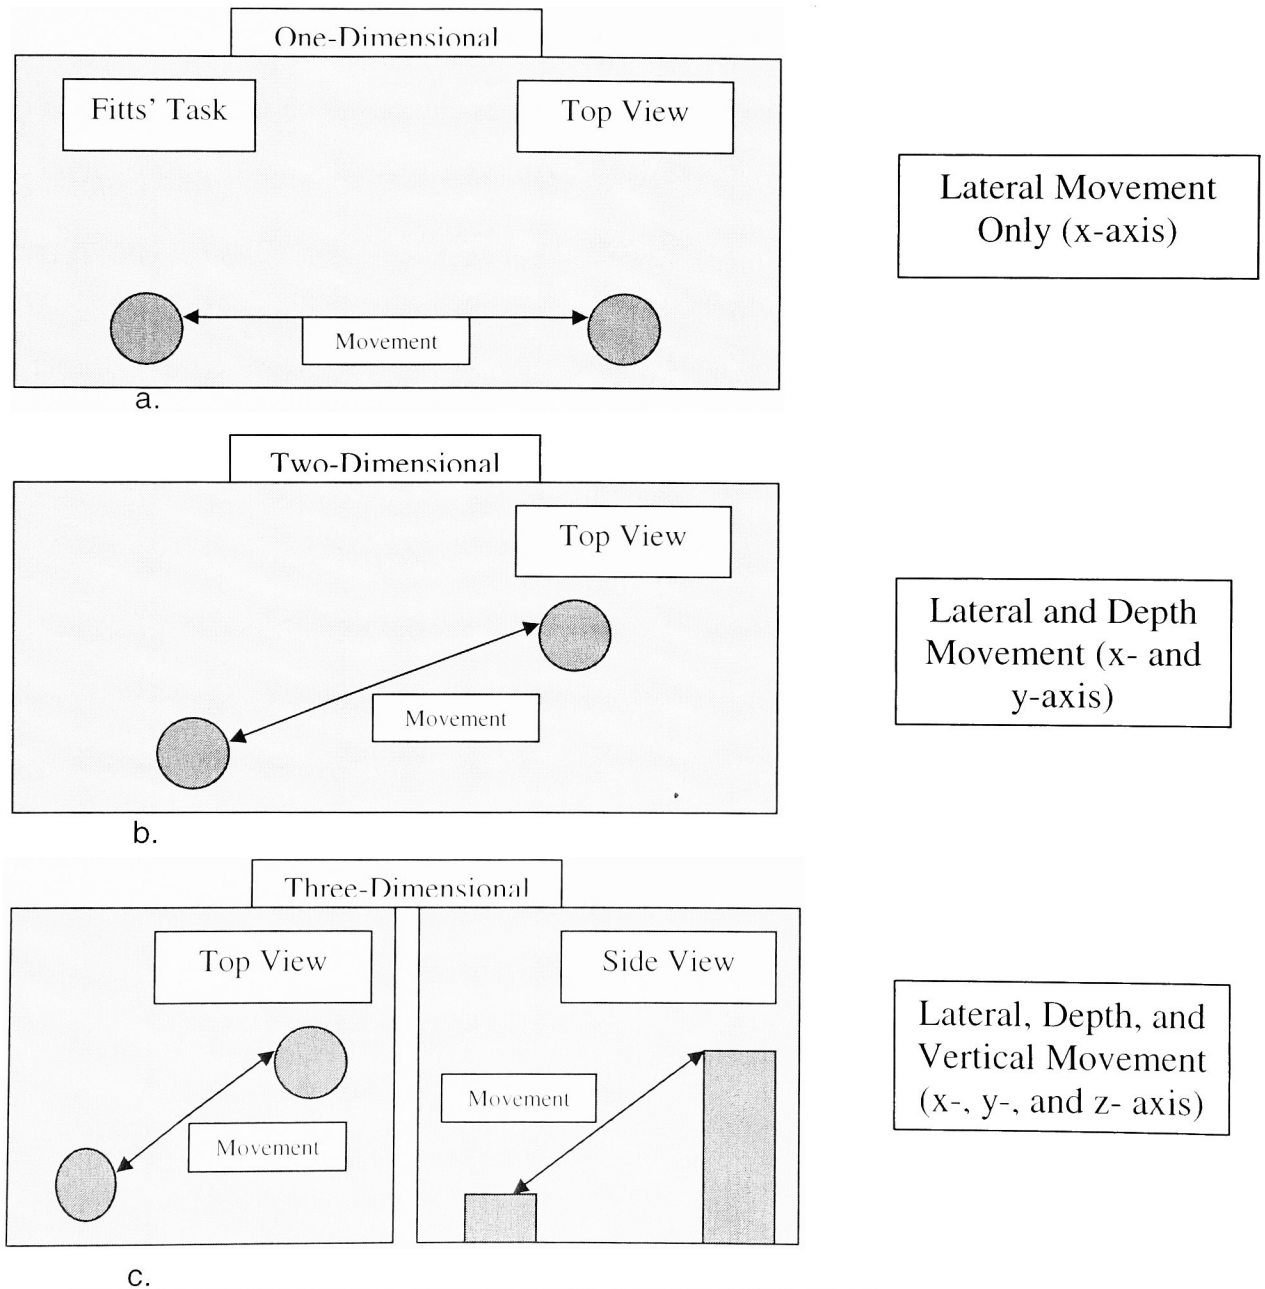 One-Dimensional
Fitts' Task
Top View
Lateral Movement
Only (x-axis)
Movement
a.
Two-Dimensional
Top View
Lateral and Depth
Movement (x- and
y-axis)
Movement
b.
Three-Dimensional
Top View
Side View
Lateral, Depth, and
Vertical Movement
(x-, y-, and z- axis)
Movement
Movement
c.